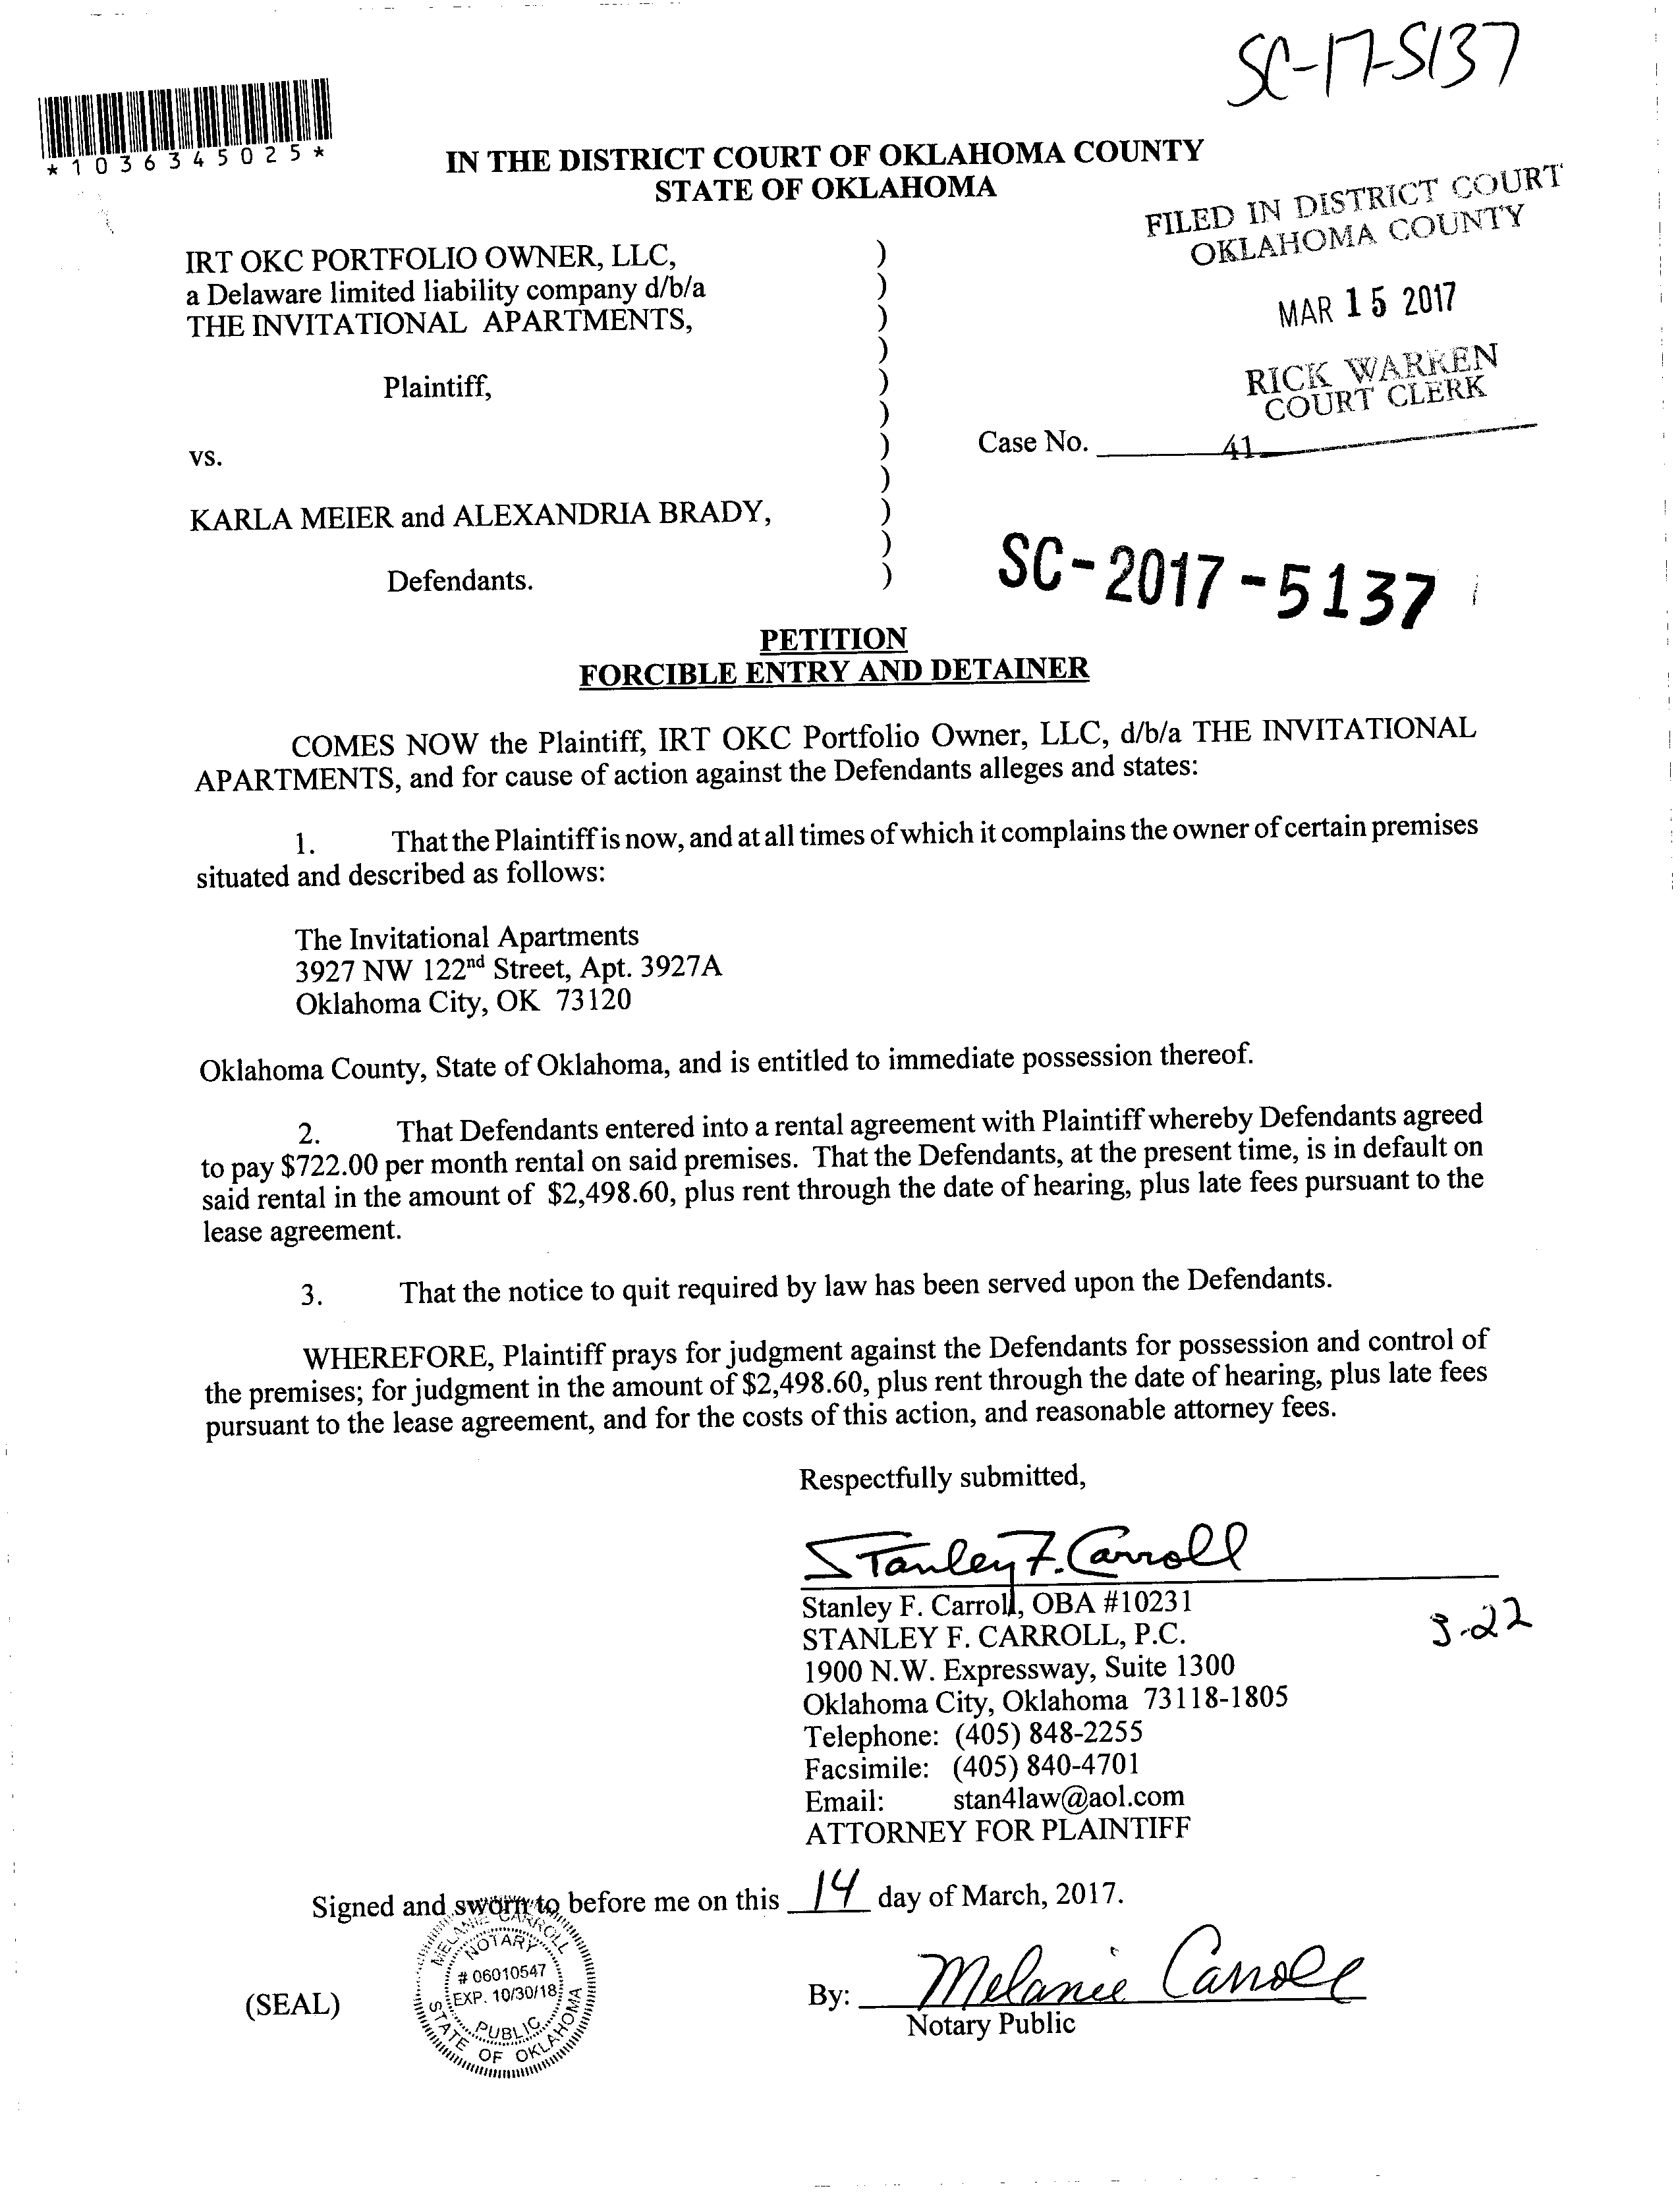 SC-17-5137
*1036345025*
IN THE DISTRICT COURT OF OKLAHOMA COUNTY
STATE OF OKLAHOMA
FILED IN DISTRICT COURT
OKLAHOMA COUNTY
MAR 15 2017
RICK WARREN
COURT CLERK
41
IRT OKC PORTFOLIO OWNER, LLC, )
a Delaware limited liability company d/b/a )
THE INVITATIONAL APARTMENTS, )
)
Plaintiff, )
)
vs. ) Case No.
)
KARLA MEIER and ALEXANDRIA BRADY, )
)
Defendants. )
SC-2017-5137
PETITION
FORCIBLE ENTRY AND DETAINER
COMES NOW the Plaintiff, IRT OKC Portfolio Owner, LLC, d/b/a THE INVITATIONAL
APARTMENTS, and for cause of action against the Defendants alleges and states:
1. That the Plaintiff is now, and at all times of which it complains the owner of certain premises
situated and described as follows:
The Invitational Apartments
3927 NW 122nd Street, Apt. 3927A
Oklahoma City, OK 73120
Oklahoma County, State of Oklahoma, and is entitled to immediate possession thereof.
2. That Defendants entered into a rental agreement with Plaintiff whereby Defendants agreed
to pay $722.00 per month rental on said premises. That the Defendants, at the present time, is in default on
said rental in the amount of $2,498.60, plus rent through the date of hearing, plus late fees pursuant to the
lease agreement.
3. That the notice to quit required by law has been served upon the Defendants.
WHEREFORE, Plaintiff prays for judgment against the Defendants for possession and control of
the premises; for judgment in the amount of $2,498.60, plus rent through the date of hearing, plus late fees
pursuant to the lease agreement, and for the costs of this action, and reasonable attorney fees.
Respectfully submitted,
Stanley F. Carroll
Stanley F. Carroll, OBA #10231
STANLEY F. CARROLL, P.C.
1900 N.W. Expressway, Suite 1300
Oklahoma City, Oklahoma 73118-1805
Telephone: (405) 848-2255
Facsimile: (405) 840-4701
Email: stan4law@aol.com
ATTORNEY FOR PLAINTIFF
3-22
Signed and sworn to before me on this 14 day of March, 2017.
MELANIE CARROLL
NOTARY
# 06010547
EXP. 10/30/18
PUBLIC
STATE OF OKLAHOMA
(SEAL)
By: Melanie Carroll
Notary Public